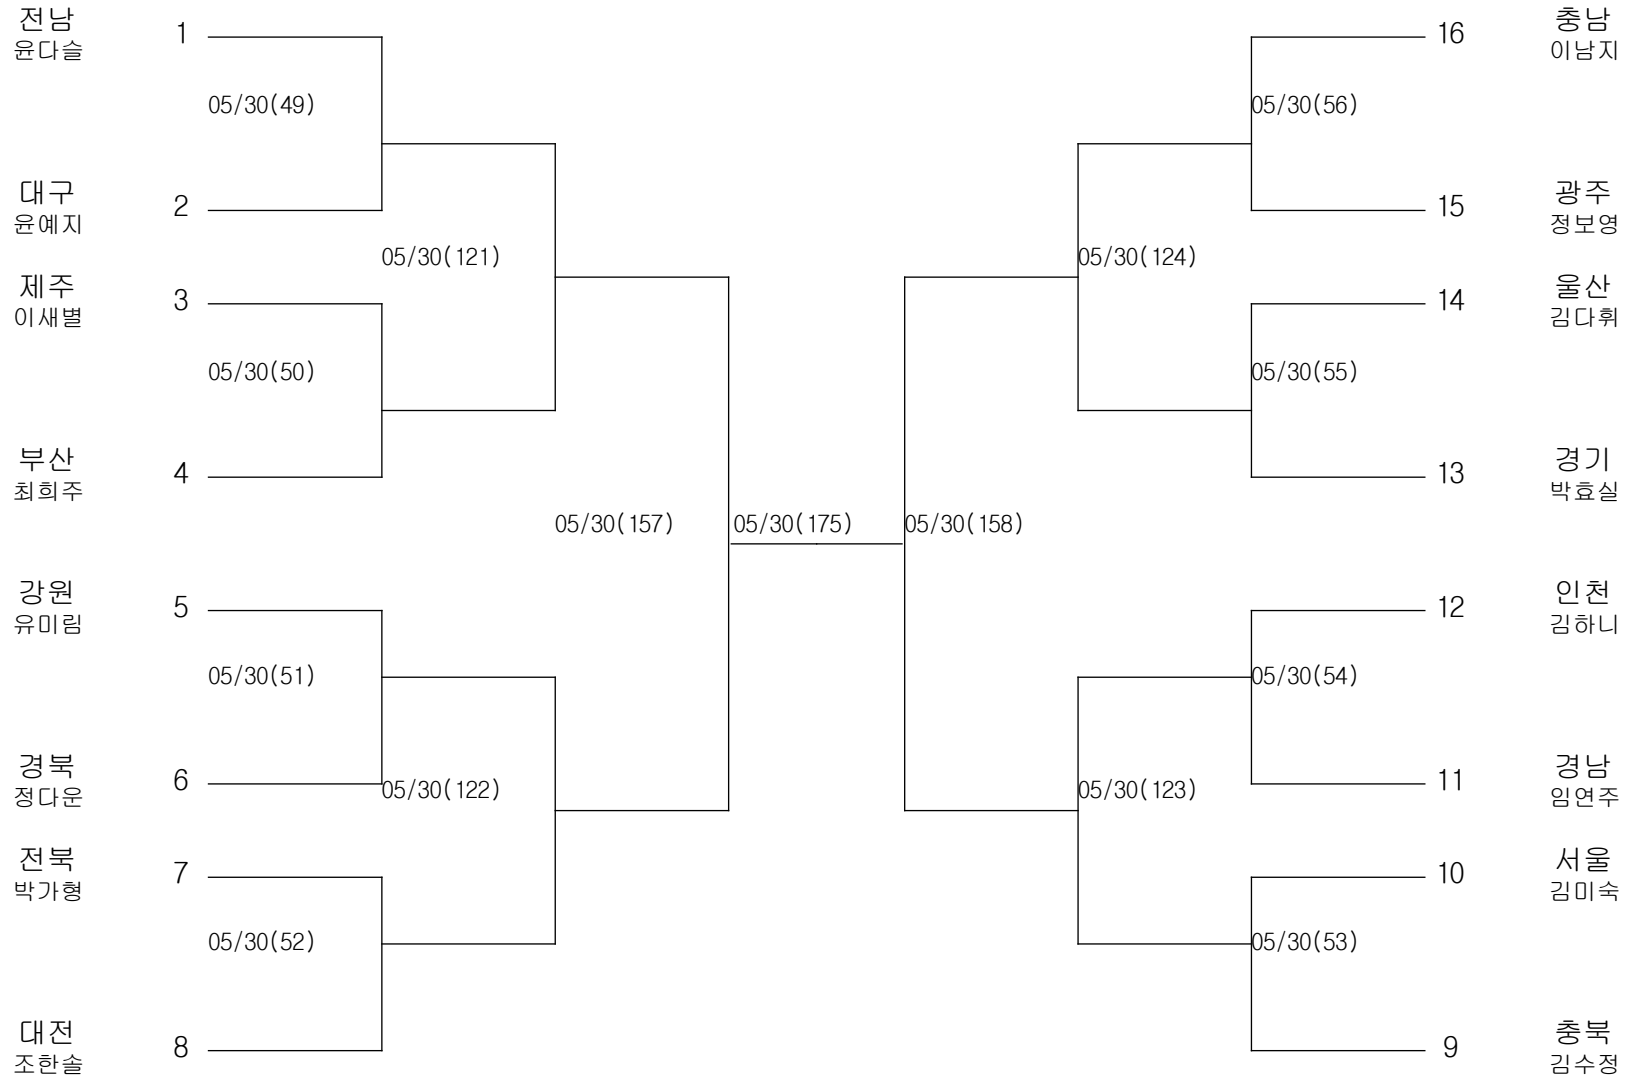 전남
윤다슬
1
05/30(49)
대구
윤예지
2
05/30(121)
제주
이새별
3
05/30(50)
부산
최희주
4
05/30(157)
강원
유미림
5
05/30(51)
경북
정다운
6
05/30(122)
전북
박가형
7
05/30(52)
대전
조한솔
8
05/30(175)
16
충남
이남지
05/30(56)
15
광주
정보영
05/30(124)
14
울산
김다휘
05/30(55)
13
경기
박효실
05/30(158)
12
인천
김하니
05/30(54)
11
경남
임연주
05/30(123)
10
서울
김미숙
05/30(53)
9
충북
김수정